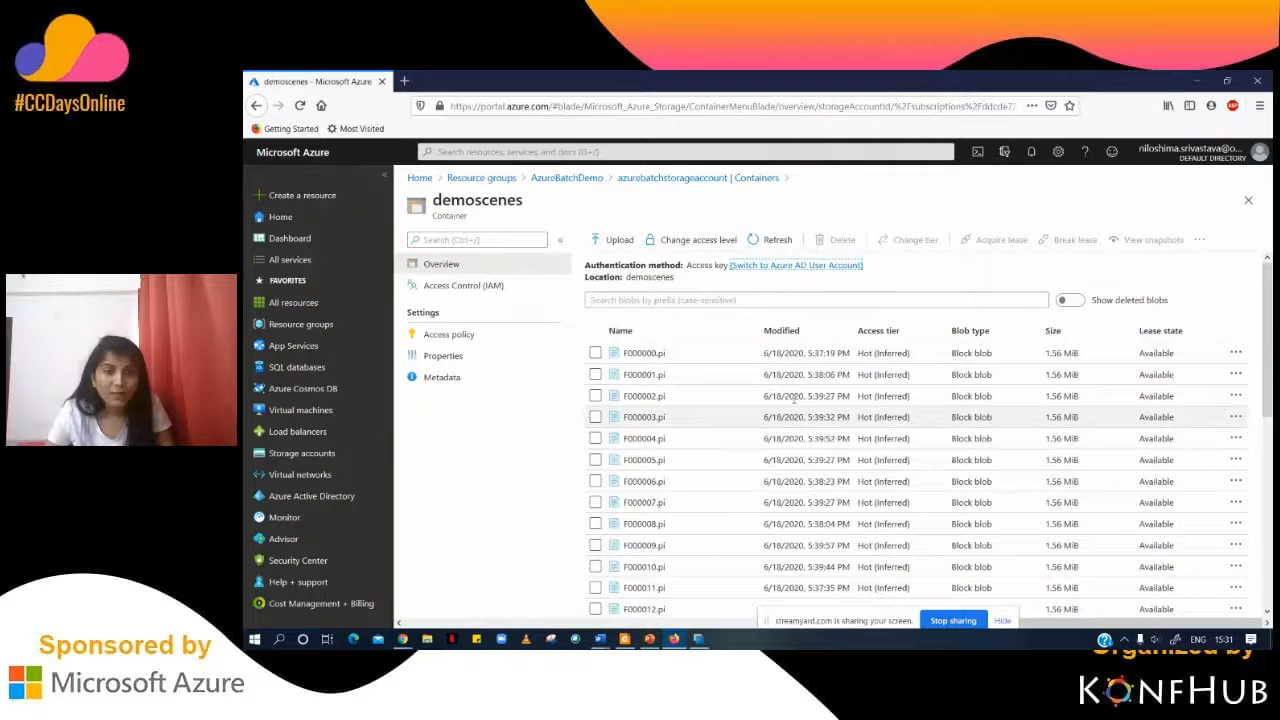 #CCDaysOnline
demoscenes - Microsoft Azure
https://portal.azure.com/#blade/Microsoft_Azure_Storage/ContainerMenuBlade/overview/storageAccountId/%2Fsubscriptions%2Fddcde7
Getting Started Most Visited
Microsoft Azure
Search resources, services, and docs (G+/)
niloshima.srivastava@o...
DEFAULT DIRECTORY
Create a resource
Home
Dashboard
All services
FAVORITES
All resources
Resource groups
App Services
SQL databases
Azure Cosmos DB
Virtual machines
Load balancers
Storage accounts
Virtual networks
Azure Active Directory
Monitor
Advisor
Security Center
Help + support
Cost Management + Billing
Home > Resource groups > AzureBatchDemo > azurebatchstorageaccount | Containers >
demoscenes
Container
Search (Ctrl+/)
Overview
Access Control (IAM)
Settings
Access policy
Properties
Metadata
Upload Change access level Refresh Delete Change tier Acquire lease Break lease View snapshots
Authentication method: Access key [Switch to Azure AD User Account]
Location: demoscenes
Search blobs by prefix (case-sensitive)
Show deleted blobs
Name Modified Access tier Blob type Size Lease state
F000000.pi 6/18/2020, 5:37:19 PM Hot (Inferred) Block blob 1.56 MiB Available
F000001.pi 6/18/2020, 5:38:06 PM Hot (Inferred) Block blob 1.56 MiB Available
F000002.pi 6/18/2020, 5:39:27 PM Hot (Inferred) Block blob 1.56 MiB Available
F000003.pi 6/18/2020, 5:39:32 PM Hot (Inferred) Block blob 1.56 MiB Available
F000004.pi 6/18/2020, 5:39:52 PM Hot (Inferred) Block blob 1.56 MiB Available
F000005.pi 6/18/2020, 5:39:27 PM Hot (Inferred) Block blob 1.56 MiB Available
F000006.pi 6/18/2020, 5:38:23 PM Hot (Inferred) Block blob 1.56 MiB Available
F000007.pi 6/18/2020, 5:39:27 PM Hot (Inferred) Block blob 1.56 MiB Available
F000008.pi 6/18/2020, 5:38:04 PM Hot (Inferred) Block blob 1.56 MiB Available
F000009.pi 6/18/2020, 5:39:57 PM Hot (Inferred) Block blob 1.56 MiB Available
F000010.pi 6/18/2020, 5:39:44 PM Hot (Inferred) Block blob 1.56 MiB Available
F000011.pi 6/18/2020, 5:37:35 PM Hot (Inferred) Block blob 1.56 MiB Available
F000012.pi 1.56 MiB Available
streamyard.com is sharing your screen. Stop sharing Hide
ENG 15:31
Sponsored by
Microsoft Azure
Organized by
KONFHUB